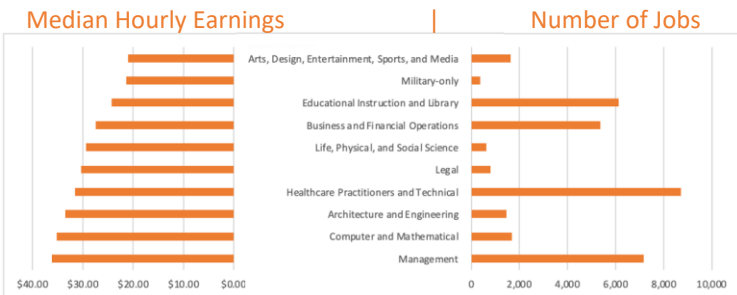 Median Hourly Earnings | Number of Jobs
Arts, Design, Entertainment, Sports, and Media
Military-only
Educational Instruction and Library
Business and Financial Operations
Life, Physical, and Social Science
Legal
Healthcare Practitioners and Technical
Architecture and Engineering
Computer and Mathematical
Management
$40.00 $30.00 $20.00 $10.00 $0.00 0 2,000 4,000 6,000 8,000 10,000